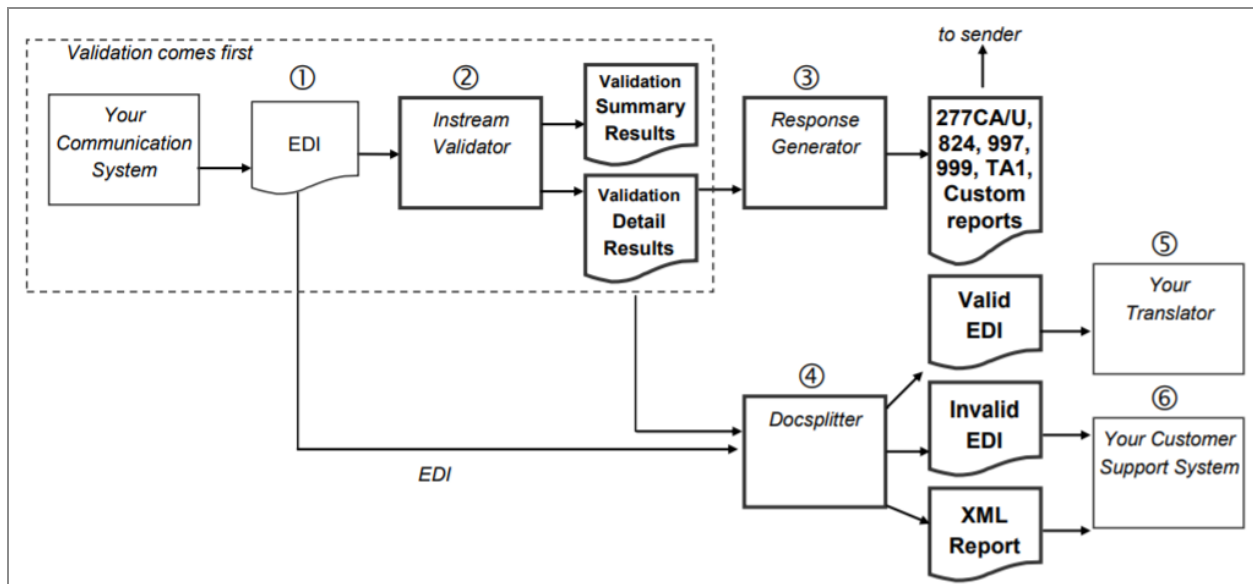 Validation comes first
to sender
①
②
③
Your
Communication
System
EDI
Instream
Validator
Validation
Summary
Results
Validation
Detail
Results
Response
Generator
277CA/U,
824, 997,
999, TA1,
Custom
reports
④
Docsplitter
EDI
Valid
EDI
Invalid
EDI
XML
Report
⑤
Your
Translator
⑥
Your Customer
Support System